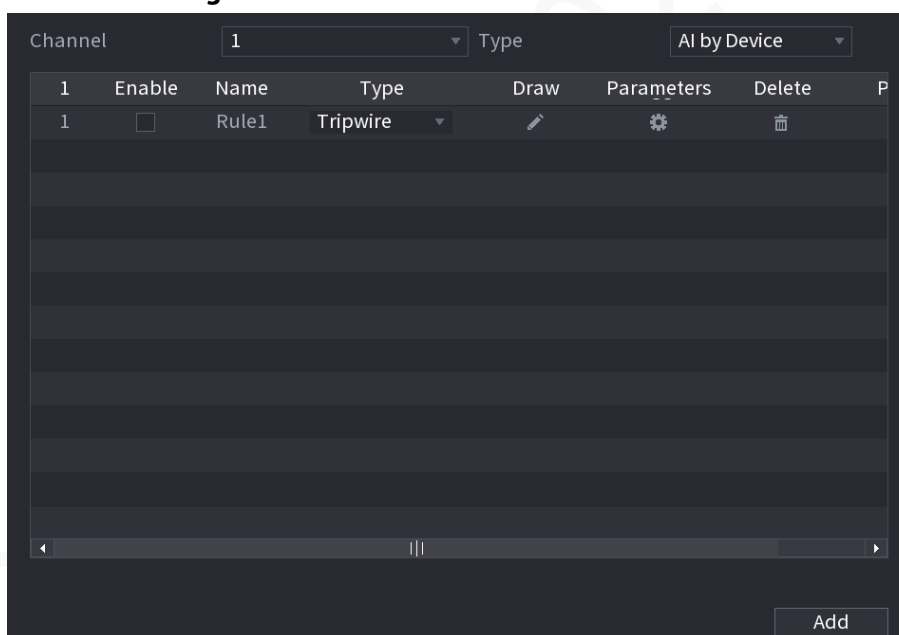 Channel 1 Type AI by Device
1 Enable Name Type Draw Parameters Delete P
1 Rule1 Tripwire
Add